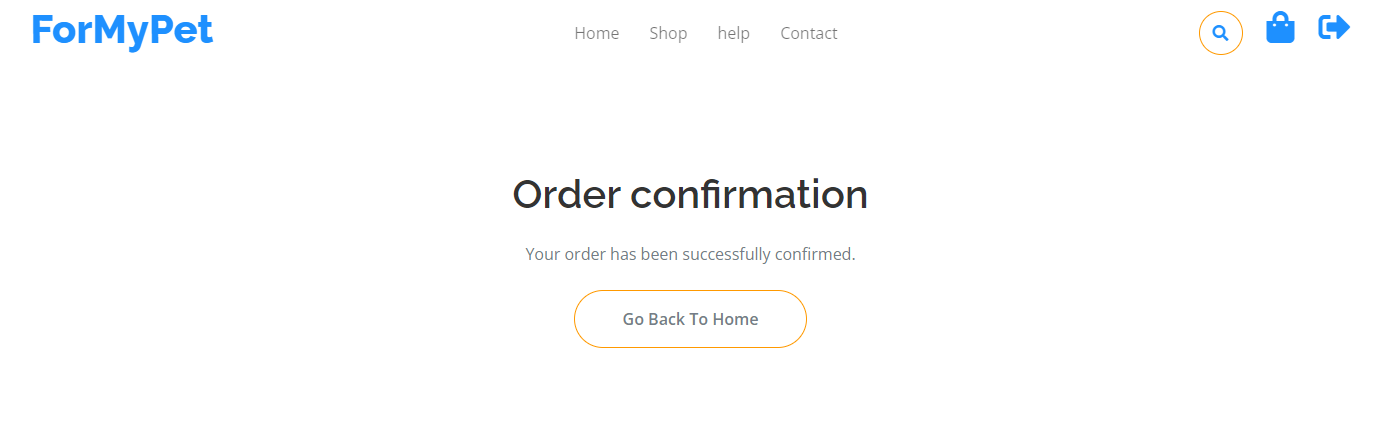 ForMyPet
Home Shop help Contact
Order confirmation
Your order has been successfully confirmed.
Go Back To Home